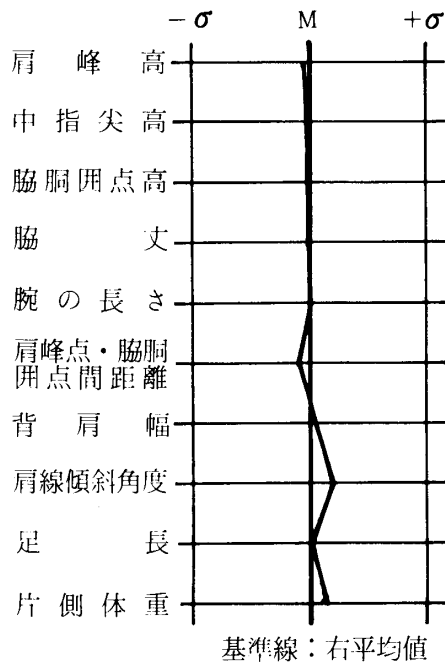 −σ M +σ
肩峰高
中指尖高
脇胴囲点高
脇丈
腕の長さ
肩峰点・脇胴
囲点間距離
背肩幅
肩線傾斜角度
足長
片側体重
基準線：右平均値